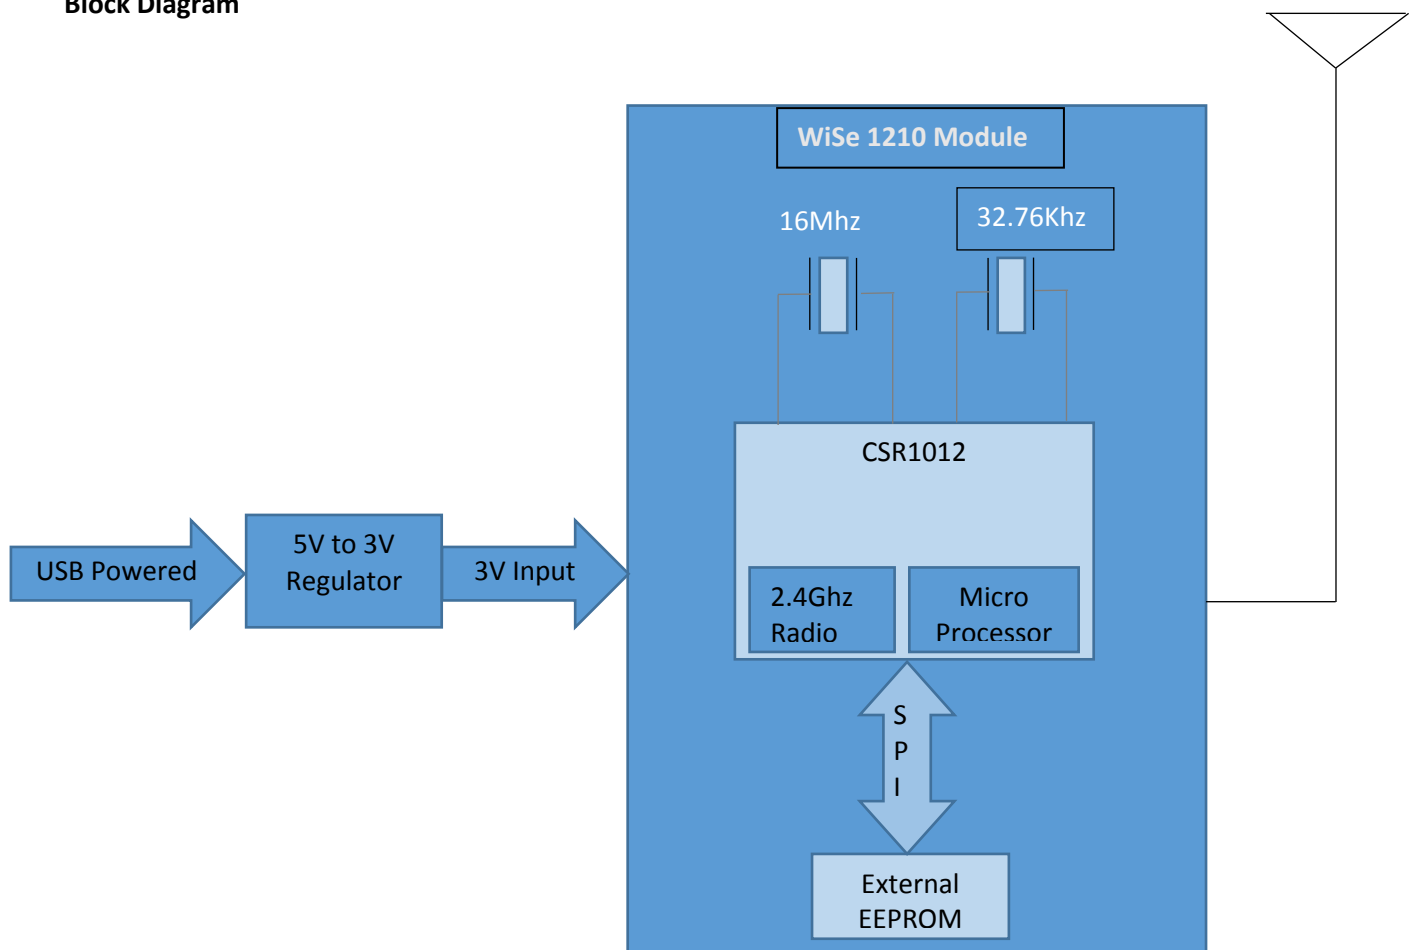 Block Diagram
WiSe 1210 Module
16Mhz
32.76Khz
CSR1012
USB Powered
5V to 3V
Regulator
3V Input
2.4Ghz
Radio
Micro
Processor
S
P
I
External
EEPROM